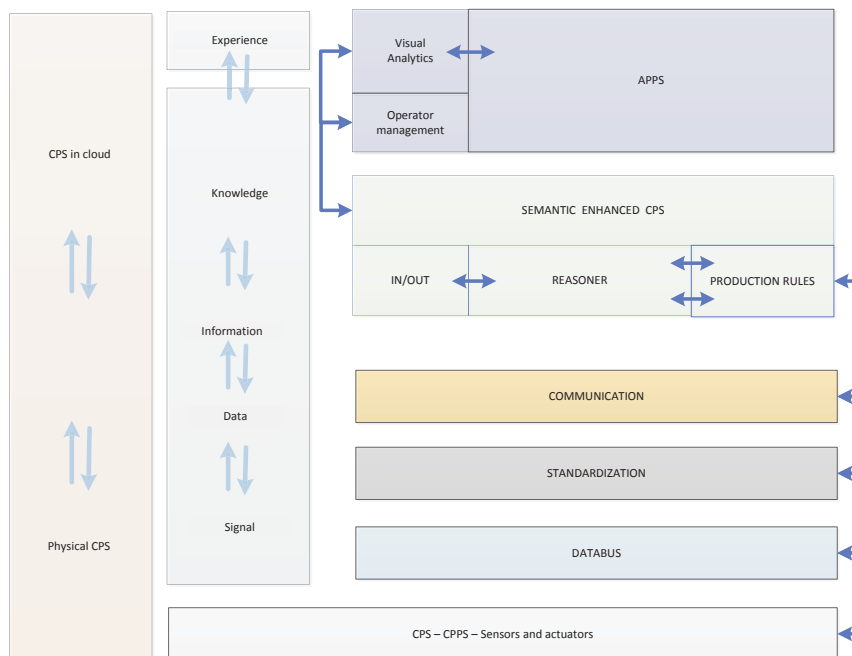 CPS in cloud
Physical CPS
Experience
Knowledge
Information
Data
Signal
Visual
Analytics
APPS
Operator
management
SEMANTIC ENHANCED CPS
IN/OUT
REASONER
PRODUCTION RULES
COMMUNICATION
STANDARDIZATION
DATABUS
CPS – CPPS – Sensors and actuators